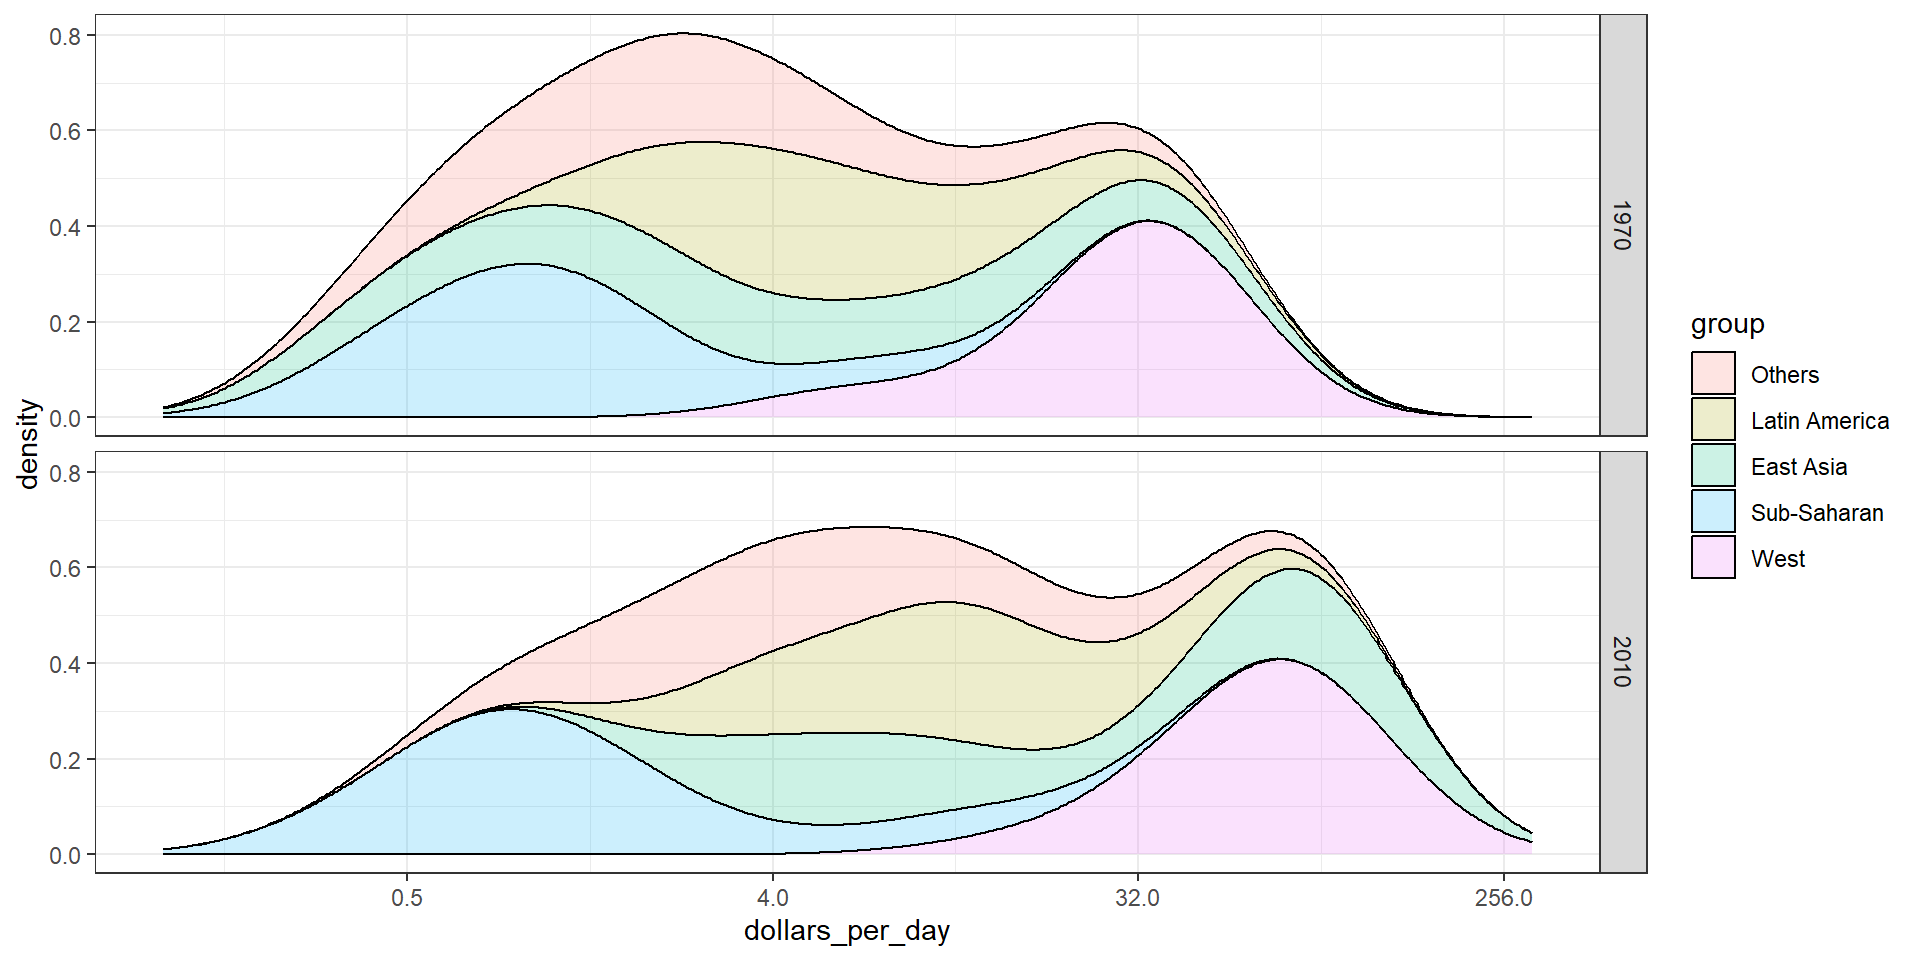 density
0.8
0.6
0.4
0.2
0.0
1970
0.8
0.6
0.4
0.2
0.0
2010
0.5 4.0 32.0 256.0
dollars_per_day
group
Others
Latin America
East Asia
Sub-Saharan
West